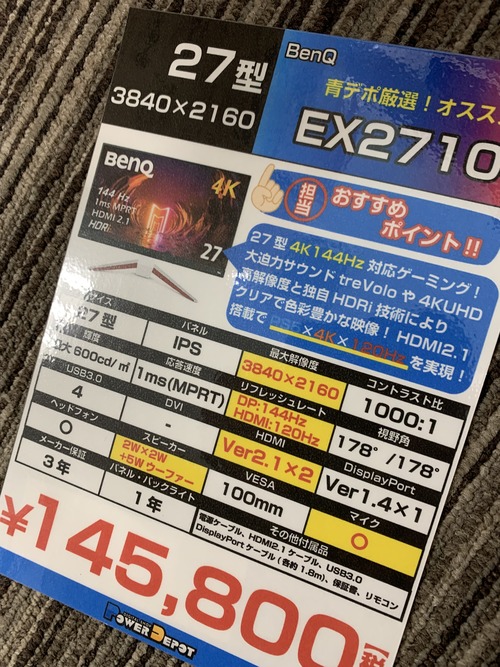 27型
3840×2160
BenQ
青デポ厳選！オスス
EX2710
BenQ
4K
144 Hz
1ms MPRT
HDMI 2.1
HDRi
27
担当
おすすめ
ポイント!!
27型4K144Hz対応ゲーミング！
大迫力サウンドtreVoloや4KUHD
高解像度と独自HDRi技術により
クリアで色彩豊かな映像！HDMI2.1
搭載でPS5×4K×120Hzを実現！
サイズ
27型
パネル
IPS
最大解像度
3840×2160
コントラスト比
1000:1
輝度
最大600cd/㎡
応答速度
1ms(MPRT)
リフレッシュレート
DP:144Hz
HDMI:120Hz
視野角
178°/178°
USB3.0
4
DVI
-
HDMI
Ver2.1×2
DisplayPort
Ver1.4×1
ヘッドフォン
○
スピーカー
2W×2W
+5Wウーファー
VESA
100mm
マイク
○
メーカー保証
3年
パネル・バックライト
1年
その他付属品
電源ケーブル、HDMI2.1ケーブル、USB3.0
DisplayPortケーブル(各約1.8m)、保証書、リモコン
¥145,800
POWER DEPOT